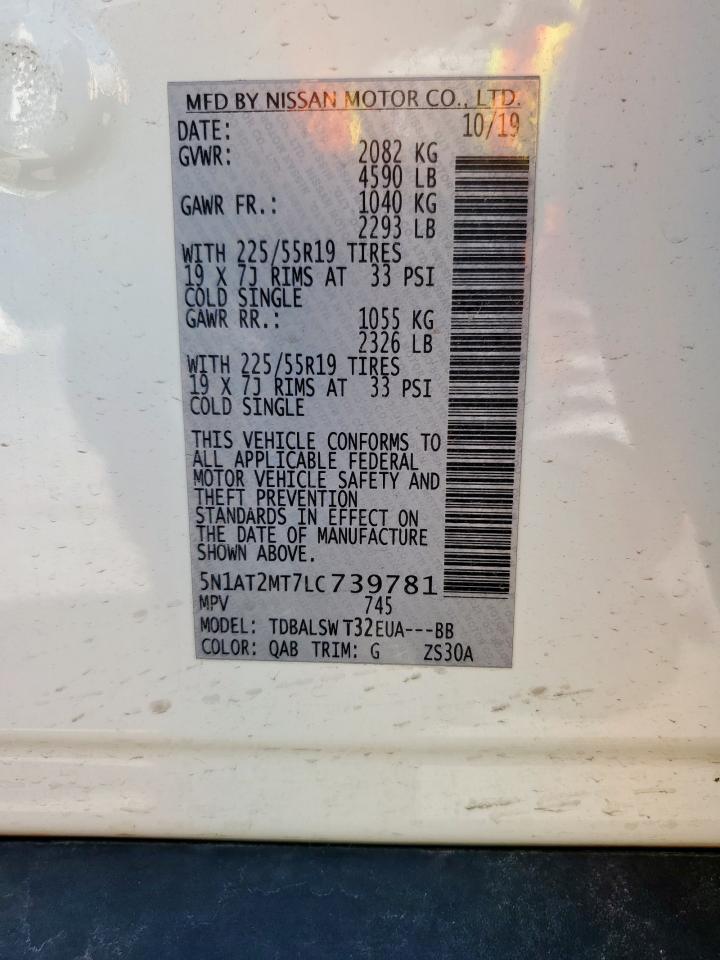 MFD BY NISSAN MOTOR CO., LTD.
DATE: 10/19
GVWR: 2082 KG
4590 LB
GAWR FR.: 1040 KG
2293 LB
WITH 225/55R19 TIRES
19 X 7J RIMS AT 33 PSI
COLD SINGLE
GAWR RR.: 1055 KG
2326 LB
WITH 225/55R19 TIRES
19 X 7J RIMS AT 33 PSI
COLD SINGLE
THIS VEHICLE CONFORMS TO
ALL APPLICABLE FEDERAL
MOTOR VEHICLE SAFETY AND
THEFT PREVENTION
STANDARDS IN EFFECT ON
THE DATE OF MANUFACTURE
SHOWN ABOVE.
5N1AT2MT7LC739781
MPV 745
MODEL: TDBALSW T32EUA---BB
COLOR: QAB TRIM: G ZS30A